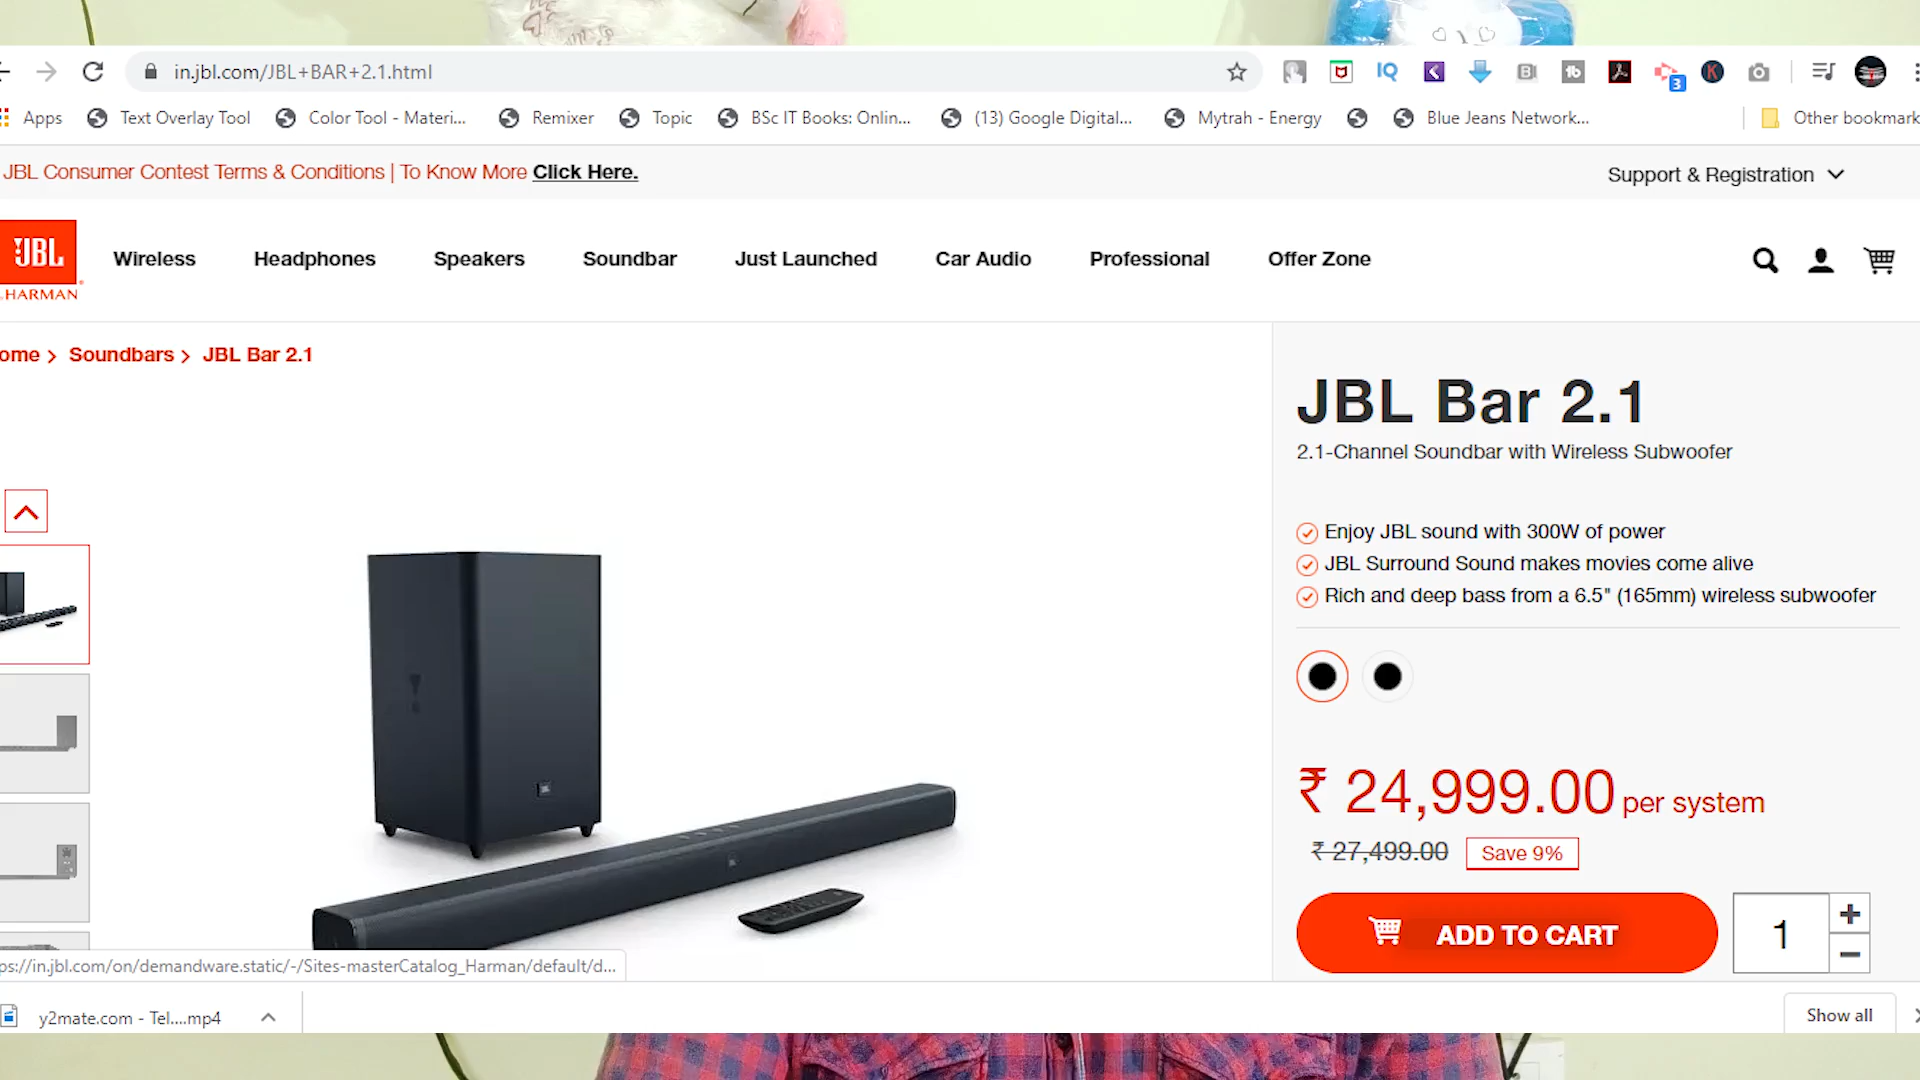 in.jbl.com/JBL+BAR+2.1.html
Apps Text Overlay Tool Color Tool - Materi... Remixer Topic BSc IT Books: Onlin... (13) Google Digital... Mytrah - Energy Blue Jeans Network... Other bookmark
JBL Consumer Contest Terms & Conditions | To Know More Click Here.
Support & Registration
JBL
HARMAN
Wireless Headphones Speakers Soundbar Just Launched Car Audio Professional Offer Zone
ome > Soundbars > JBL Bar 2.1
JBL Bar 2.1
2.1-Channel Soundbar with Wireless Subwoofer
Enjoy JBL sound with 300W of power
JBL Surround Sound makes movies come alive
Rich and deep bass from a 6.5" (165mm) wireless subwoofer
₹ 24,999.00 per system
₹ 27,499.00 Save 9%
ADD TO CART 1 + −
ps://in.jbl.com/on/demandware.static/-/Sites-masterCatalog_Harman/default/d...
y2mate.com - Tel....mp4
Show all